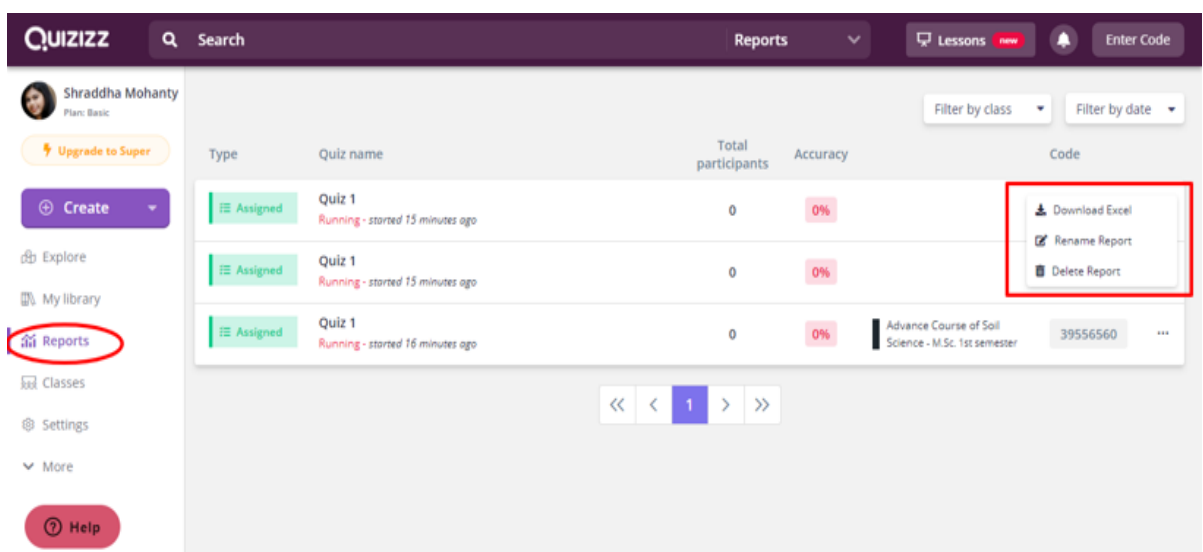 QUIZIZZ
Search
Reports
Lessons new
Enter Code
Shraddha Mohanty
Plan: Basic
Upgrade to Super
Create
Explore
My library
Reports
Classes
Settings
More
Help
Filter by class
Filter by date
Type
Quiz name
Total
participants
Accuracy
Code
Assigned
Quiz 1
Running - started 15 minutes ago
0
0%
Download Excel
Rename Report
Delete Report
Assigned
Quiz 1
Running - started 15 minutes ago
0
0%
Assigned
Quiz 1
Running - started 16 minutes ago
0
0%
Advance Course of Soil
Science - M.Sc. 1st semester
39556560
1